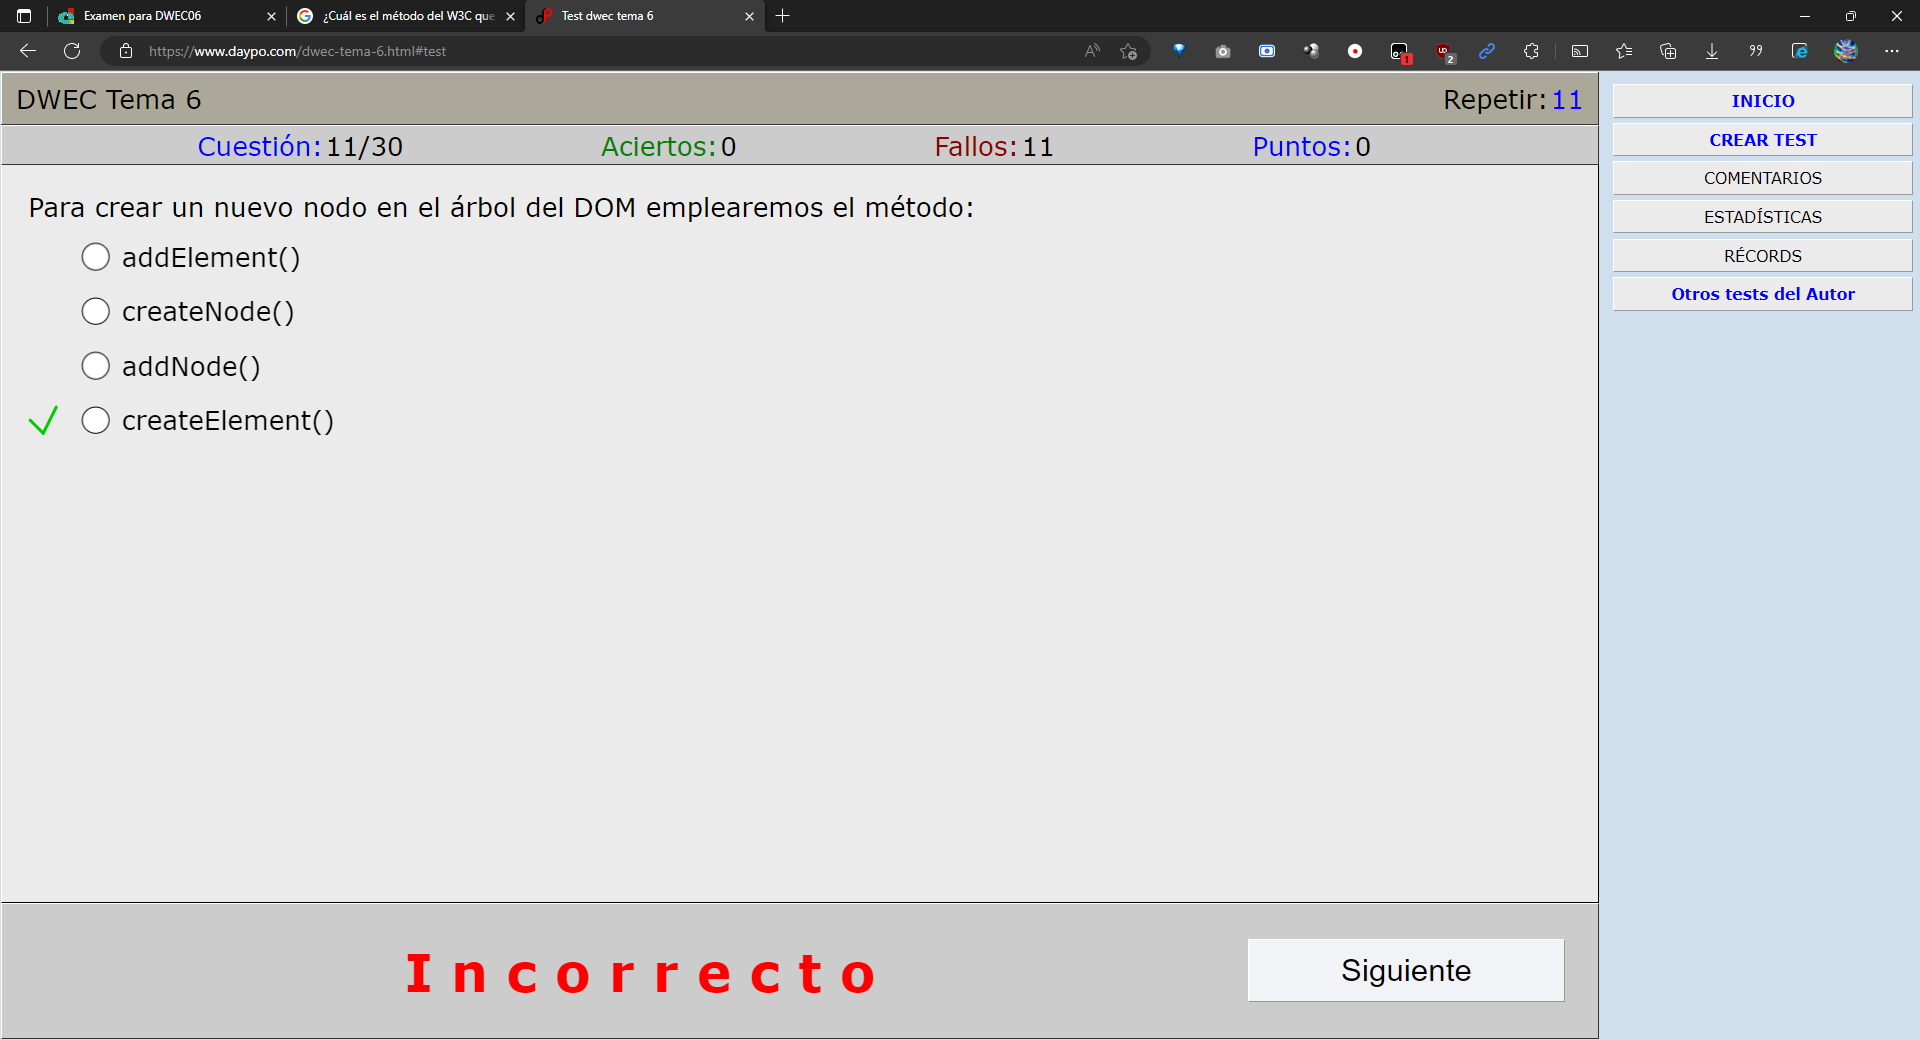 Examen para DWEC06
¿Cuál es el método del W3C que
Test dwec tema 6
https://www.daypo.com/dwec-tema-6.html#test
1
2
DWEC Tema 6
Repetir: 11
Cuestión: 11/30
Aciertos: 0
Fallos: 11
Puntos: 0
Para crear un nuevo nodo en el árbol del DOM emplearemos el método:
addElement()
createNode()
addNode()
createElement()
Incorrecto
Siguiente
INICIO
CREAR TEST
COMENTARIOS
ESTADÍSTICAS
RÉCORDS
Otros tests del Autor